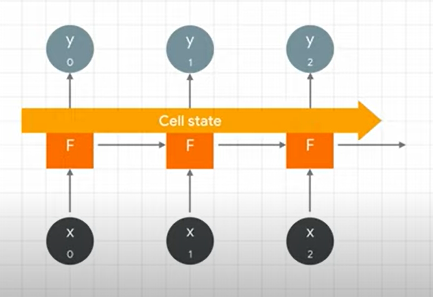 y y y
0 1 2
Cell state
F F F
x x x
0 1 2